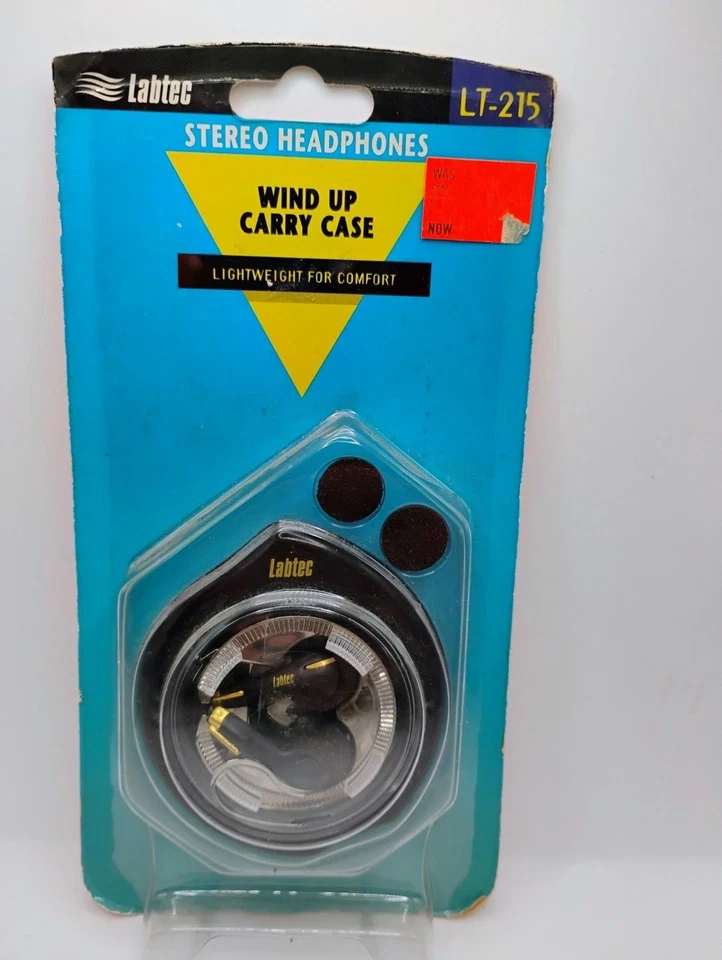 Labtec
LT-215
STEREO HEADPHONES
WIND UP
CARRY CASE
LIGHTWEIGHT FOR COMFORT
WAS
NOW
Labtec
Labtec